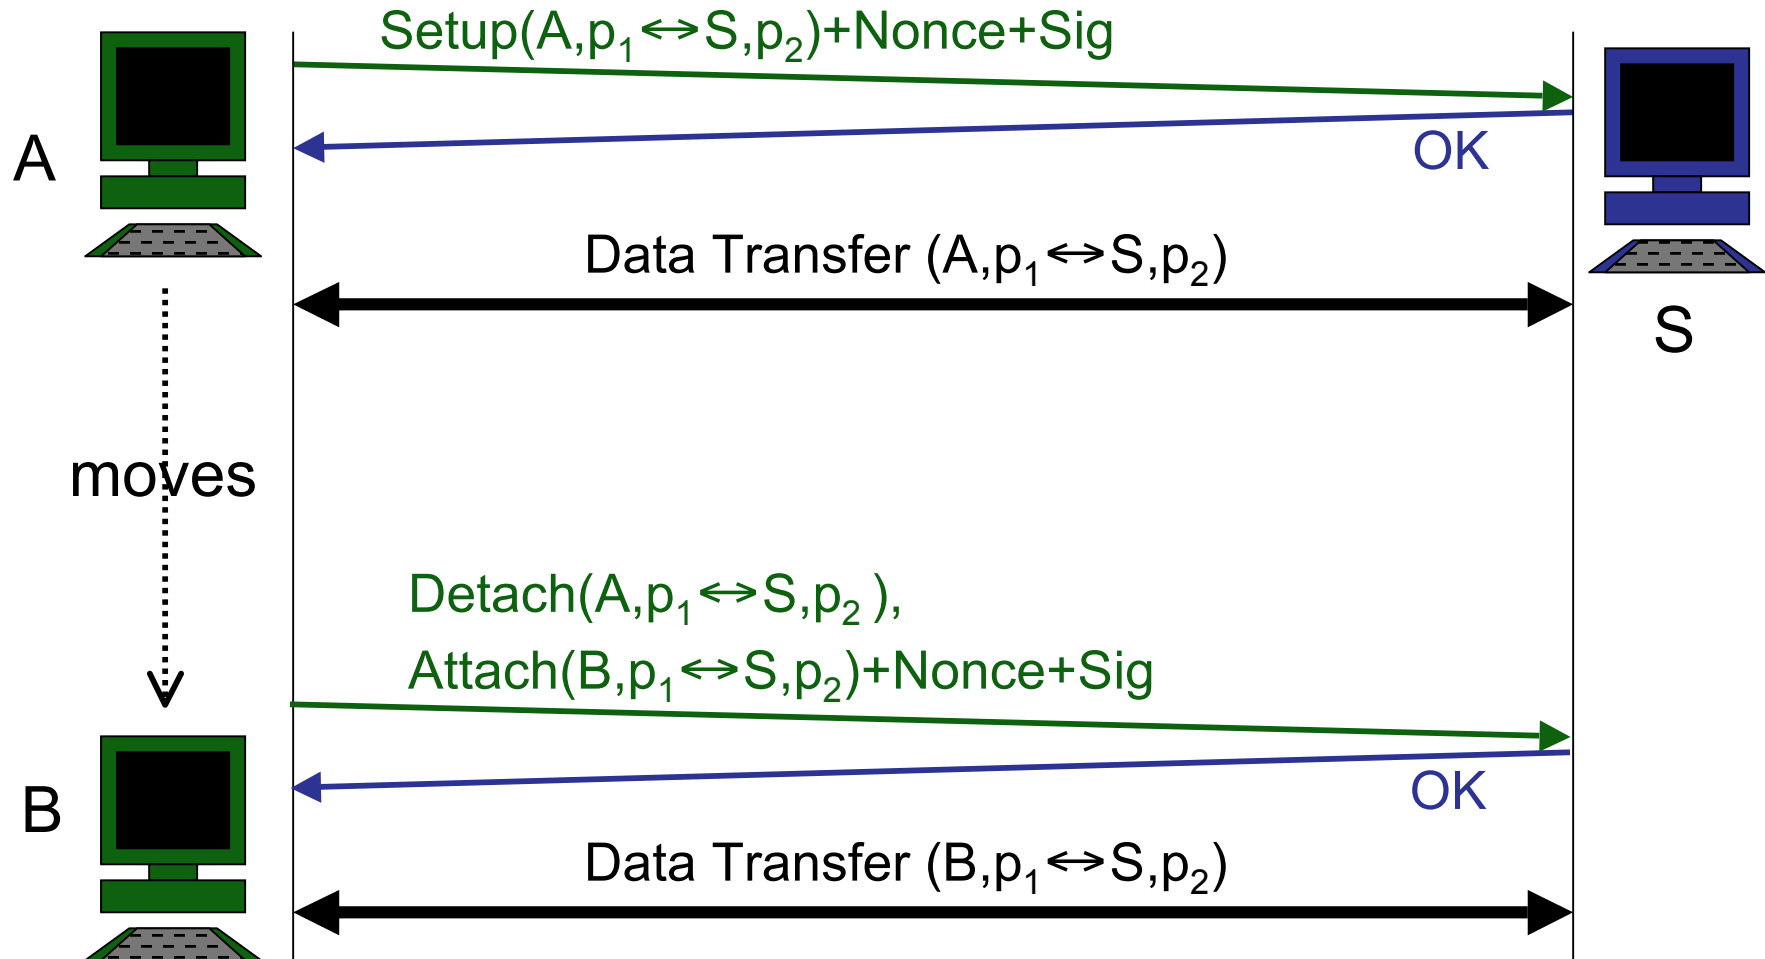 Setup(A,p₁↔S,p₂)+Nonce+Sig
A
OK
Data Transfer (A,p₁↔S,p₂)
S
moves
Detach(A,p₁↔S,p₂ ),
Attach(B,p₁↔S,p₂)+Nonce+Sig
B
OK
Data Transfer (B,p₁↔S,p₂)